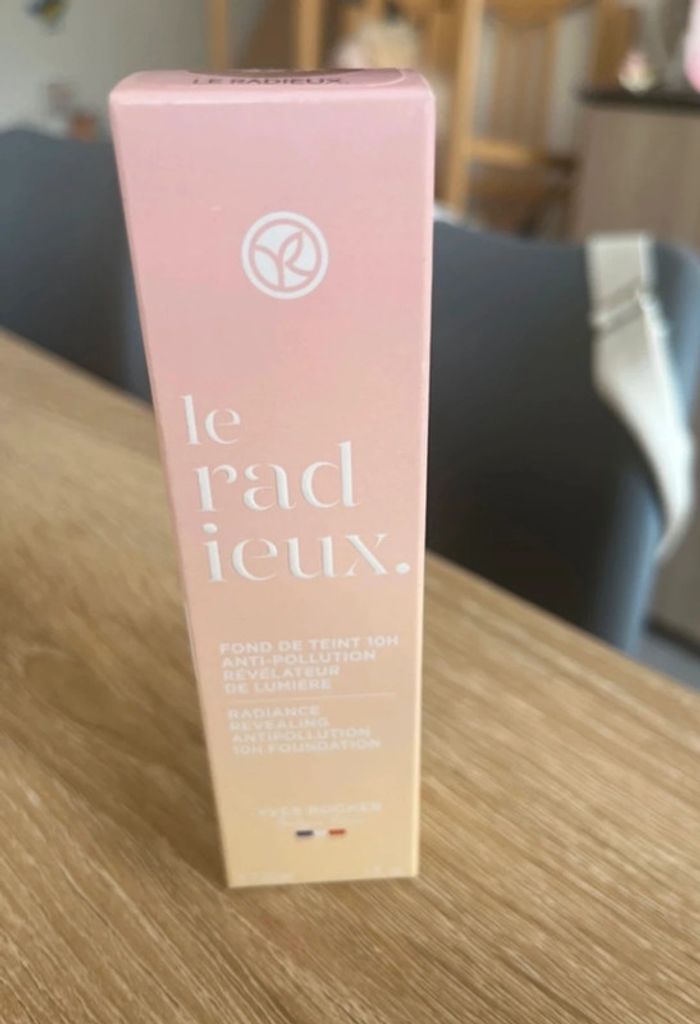 LE RADIEUX.
le
rad
ieux.
FOND DE TEINT 10H
ANTI-POLLUTION
RÉVÉLATEUR
DE LUMIÈRE
RADIANCE
REVEALING
ANTIPOLLUTION
10H FOUNDATION
YVES ROCHER